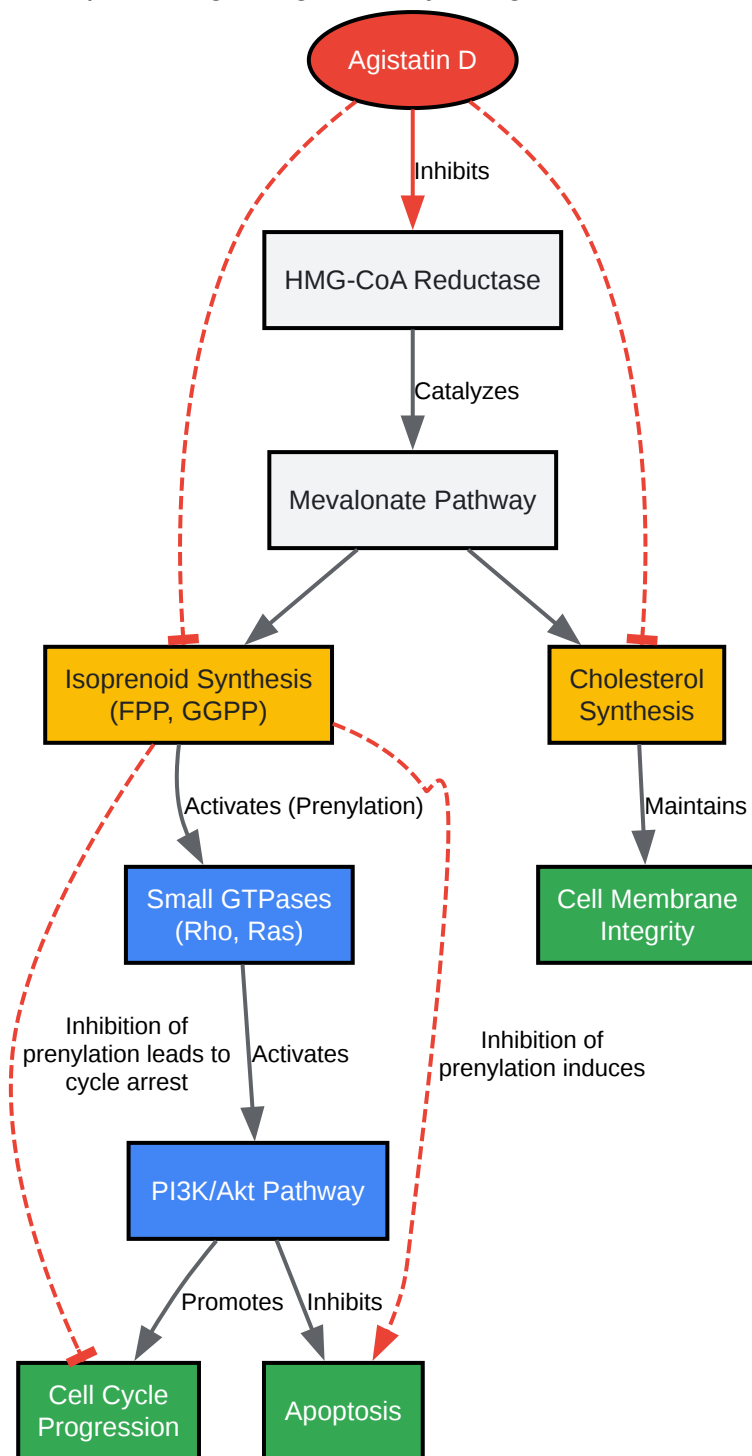 Agistatin D
Inhibits
HMG-CoA Reductase
Catalyzes
Mevalonate Pathway
Isoprenoid Synthesis
(FPP, GGPP)
Cholesterol
Synthesis
Activates (Prenylation)
Maintains
Small GTPases
(Rho, Ras)
Cell Membrane
Integrity
Inhibition of
prenylation leads to
cycle arrest
Activates
Inhibition of
prenylation induces
PI3K/Akt Pathway
Promotes
Inhibits
Cell Cycle
Progression
Apoptosis